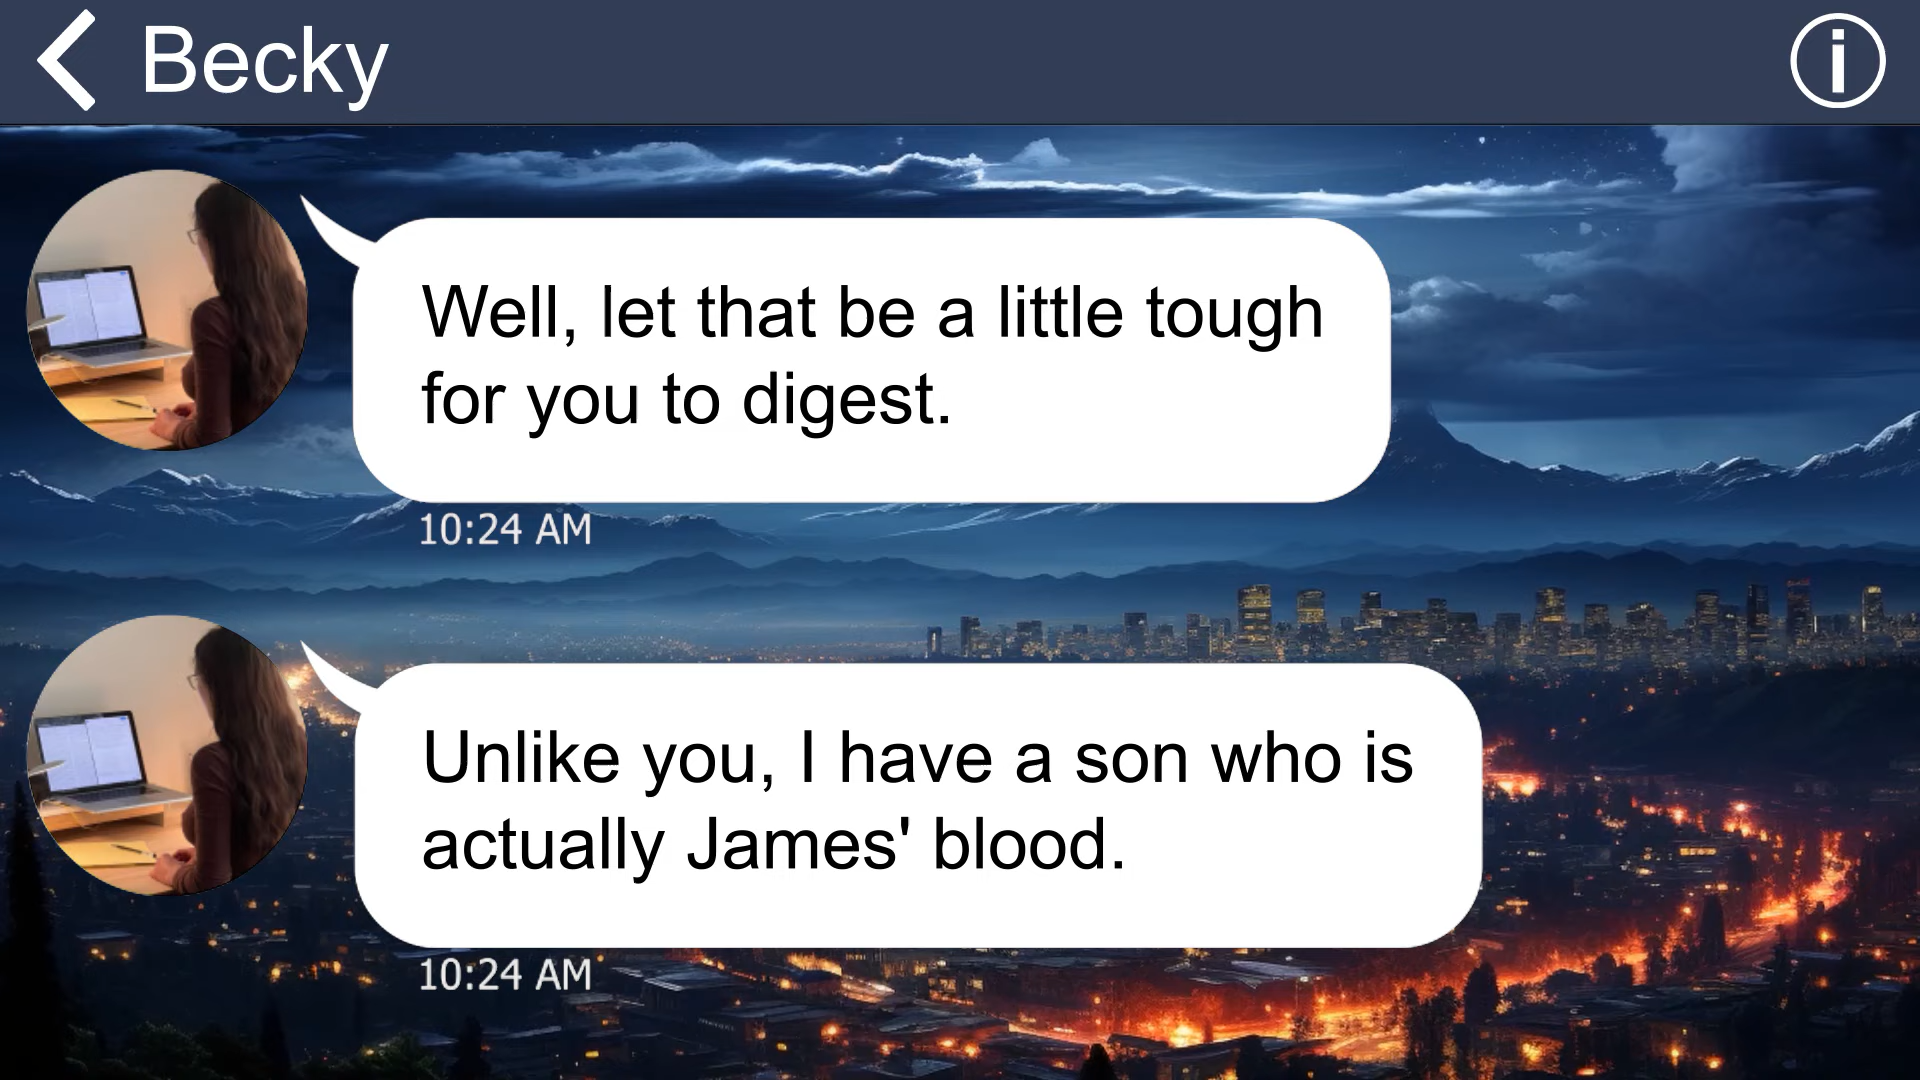 Becky
Well, let that be a little tough
for you to digest.
10:24 AM
Unlike you, I have a son who is
actually James' blood.
10:24 AM